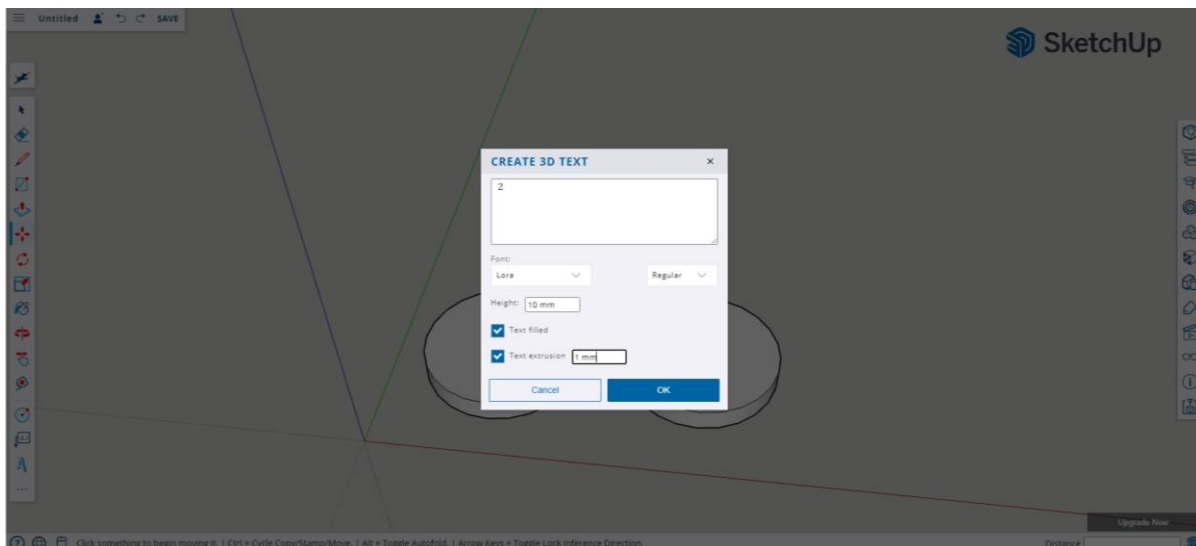 Untitled SAVE
SketchUp
CREATE 3D TEXT
2
Font:
Lora Regular
Height: 10 mm
Text filled
Text extrusion 1 mm
Cancel OK
A
Upgrade Now
Click something to begin moving it. | Ctrl = Cycle Copy/Stamp/Move. | Alt = Toggle Autofold. | Arrow Keys = Toggle Lock Inference Direction. Distance